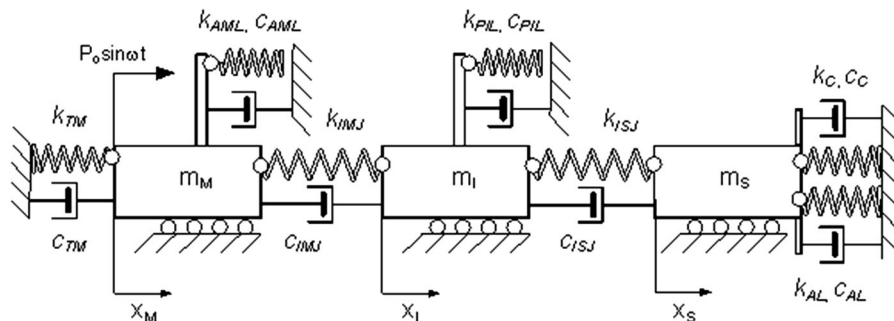 k_AML, c_AML
k_PIL, c_PIL
P_o sinωt
k_C, c_C
k_TM
k_IMJ
k_ISJ
m_M
m_I
m_S
c_TM
c_IMJ
c_ISJ
k_AL, c_AL
x_M
x_I
x_S